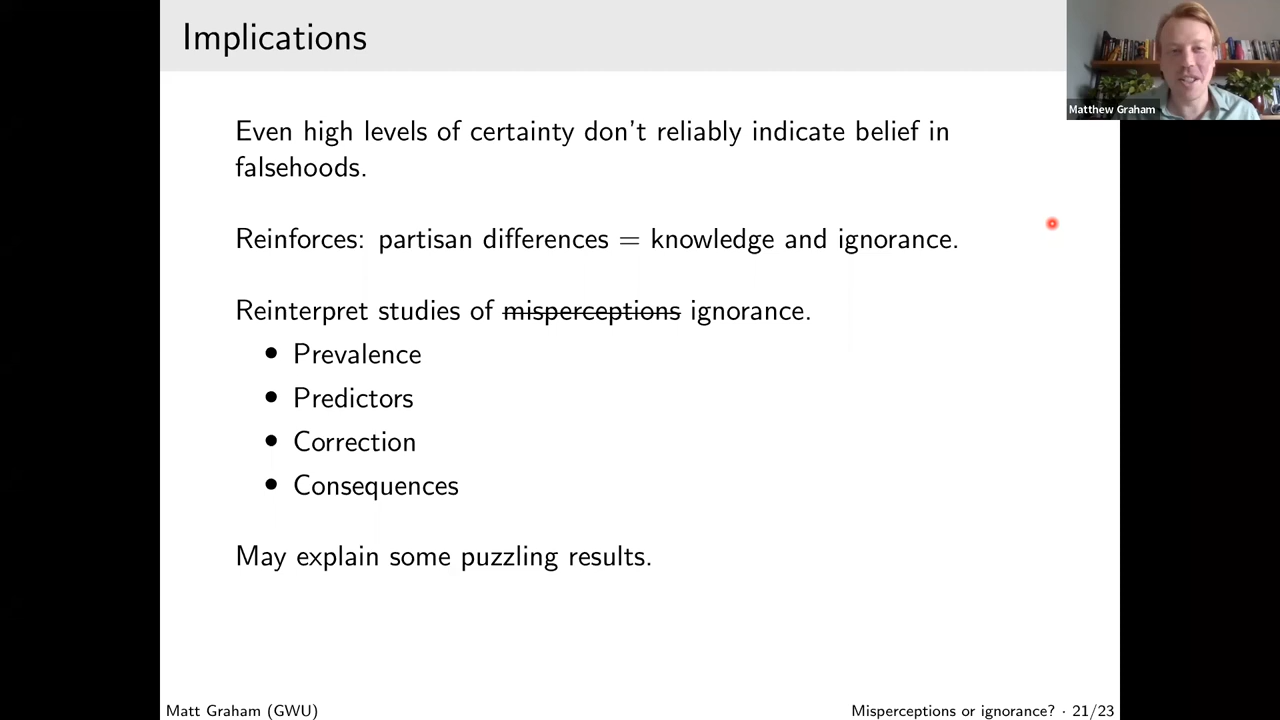 Implications
Matthew Graham
Even high levels of certainty don't reliably indicate belief in
falsehoods.
Reinforces: partisan differences = knowledge and ignorance.
Reinterpret studies of misperceptions ignorance.
• Prevalence
• Predictors
• Correction
• Consequences
May explain some puzzling results.
Matt Graham (GWU)
Misperceptions or ignorance? · 21/23